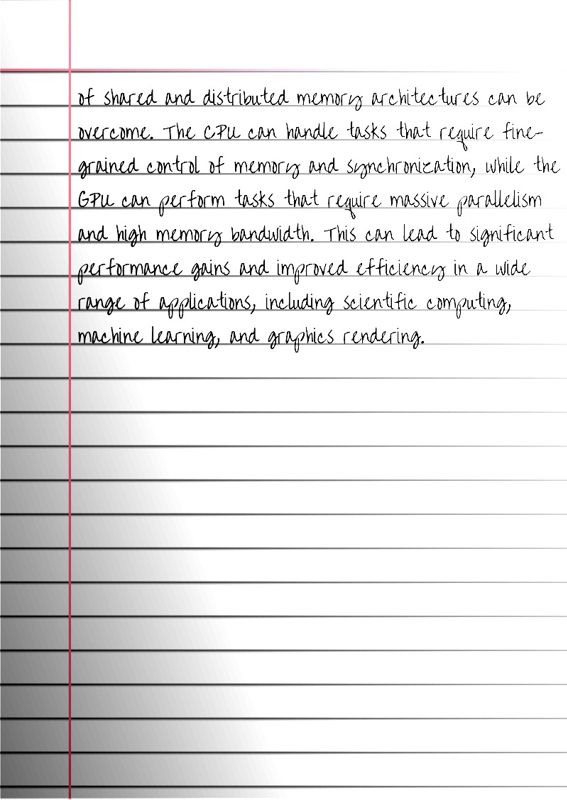 of shared and distributed memory architectures can be
overcome. The CPU can handle tasks that require fine-
grained control of memory and synchronization, while the
GPU can perform tasks that require massive parallelism
and high memory bandwidth. This can lead to significant
performance gains and improved efficiency in a wide
range of applications, including scientific computing,
machine learning, and graphics rendering.